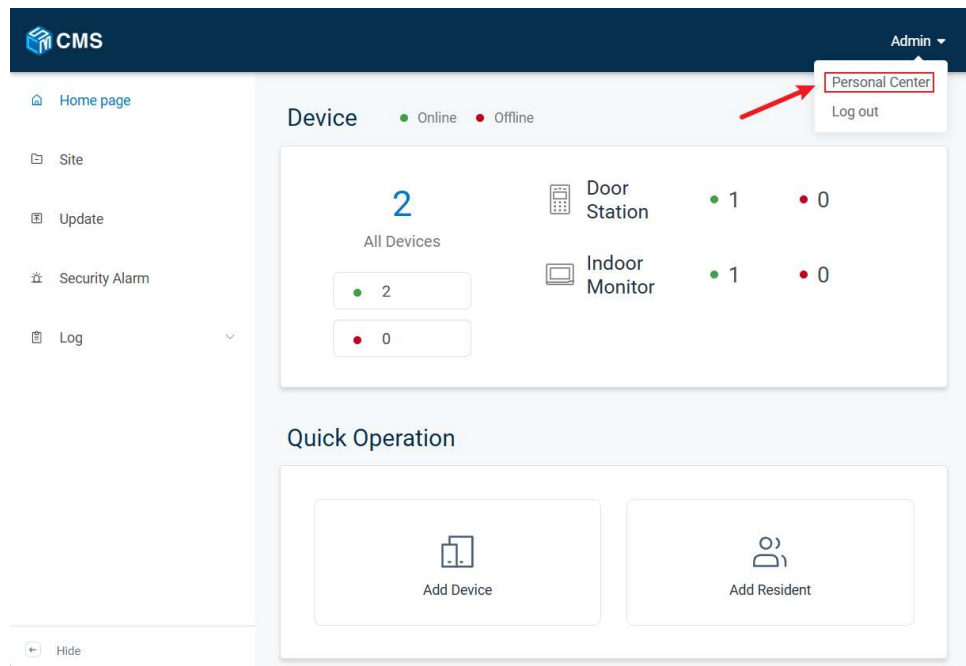 CMS
Admin
Personal Center
Log out
Home page
Site
Update
Security Alarm
Log
Hide
Device
Online
Offline
2
All Devices
2
0
Door
Station
1
0
Indoor
Monitor
1
0
Quick Operation
Add Device
Add Resident